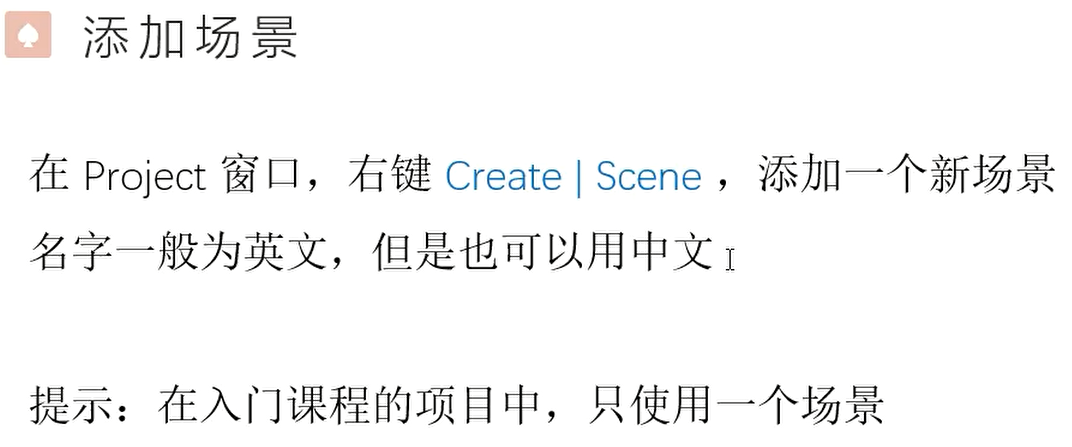 添加场景
在 Project 窗口，右键 Create | Scene ，添加一个新场景
名字一般为英文，但是也可以用中文
提示：在入门课程的项目中，只使用一个场景